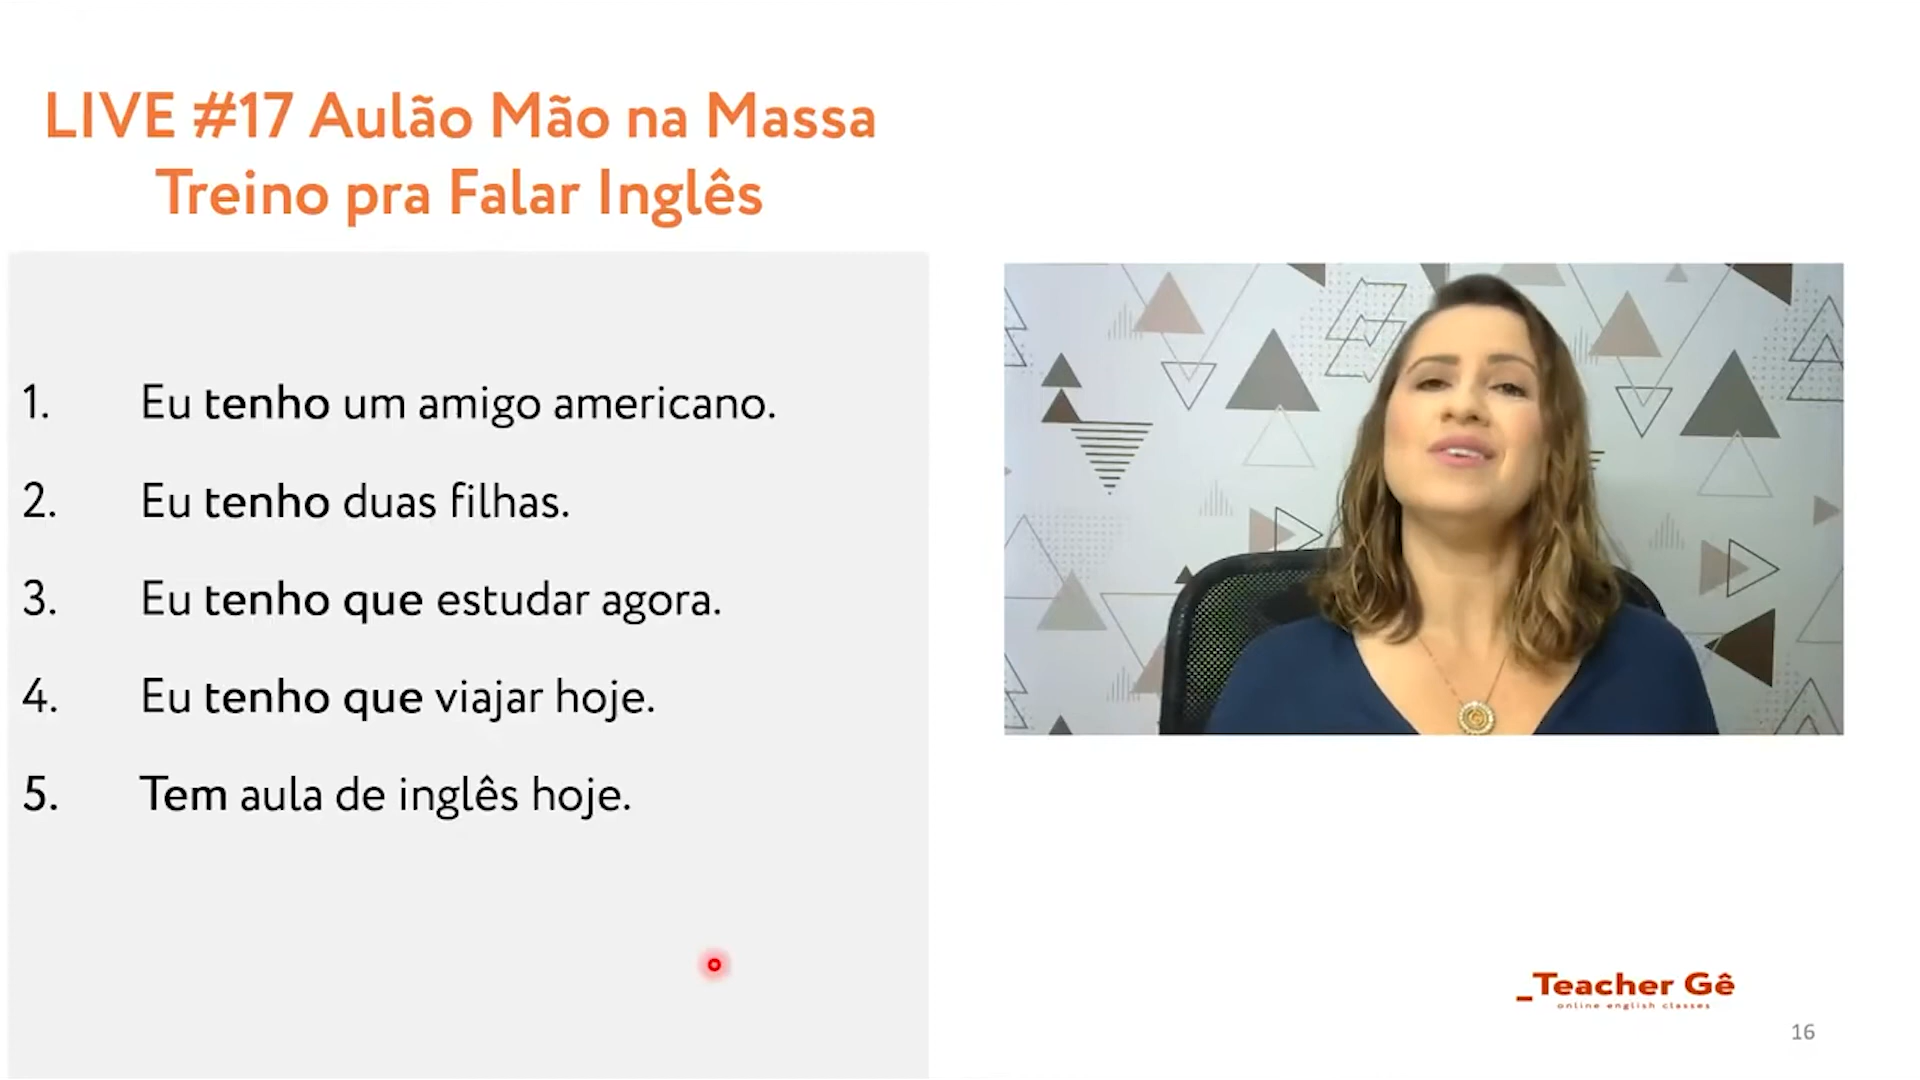 LIVE #17 Aulão Mão na Massa
Treino pra Falar Inglês
1. Eu tenho um amigo americano.
2. Eu tenho duas filhas.
3. Eu tenho que estudar agora.
4. Eu tenho que viajar hoje.
5. Tem aula de inglês hoje.
_Teacher Gê
online english classes
16